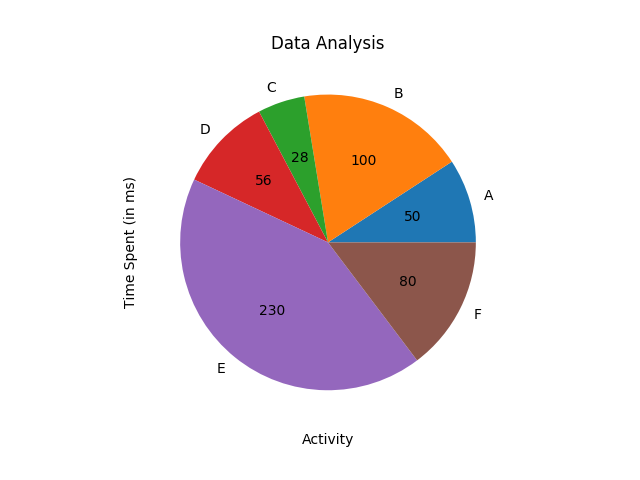 Data Analysis
C
B
D
A
28
100
56
50
Time Spent (in ms)
230
80
F
E
Activity